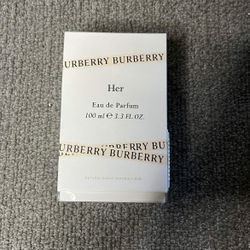 URBERRY BURBERRY
Her
Eau de Parfum
100 ml ℮ 3.3 FL.OZ.
URBERRY BURBERRY